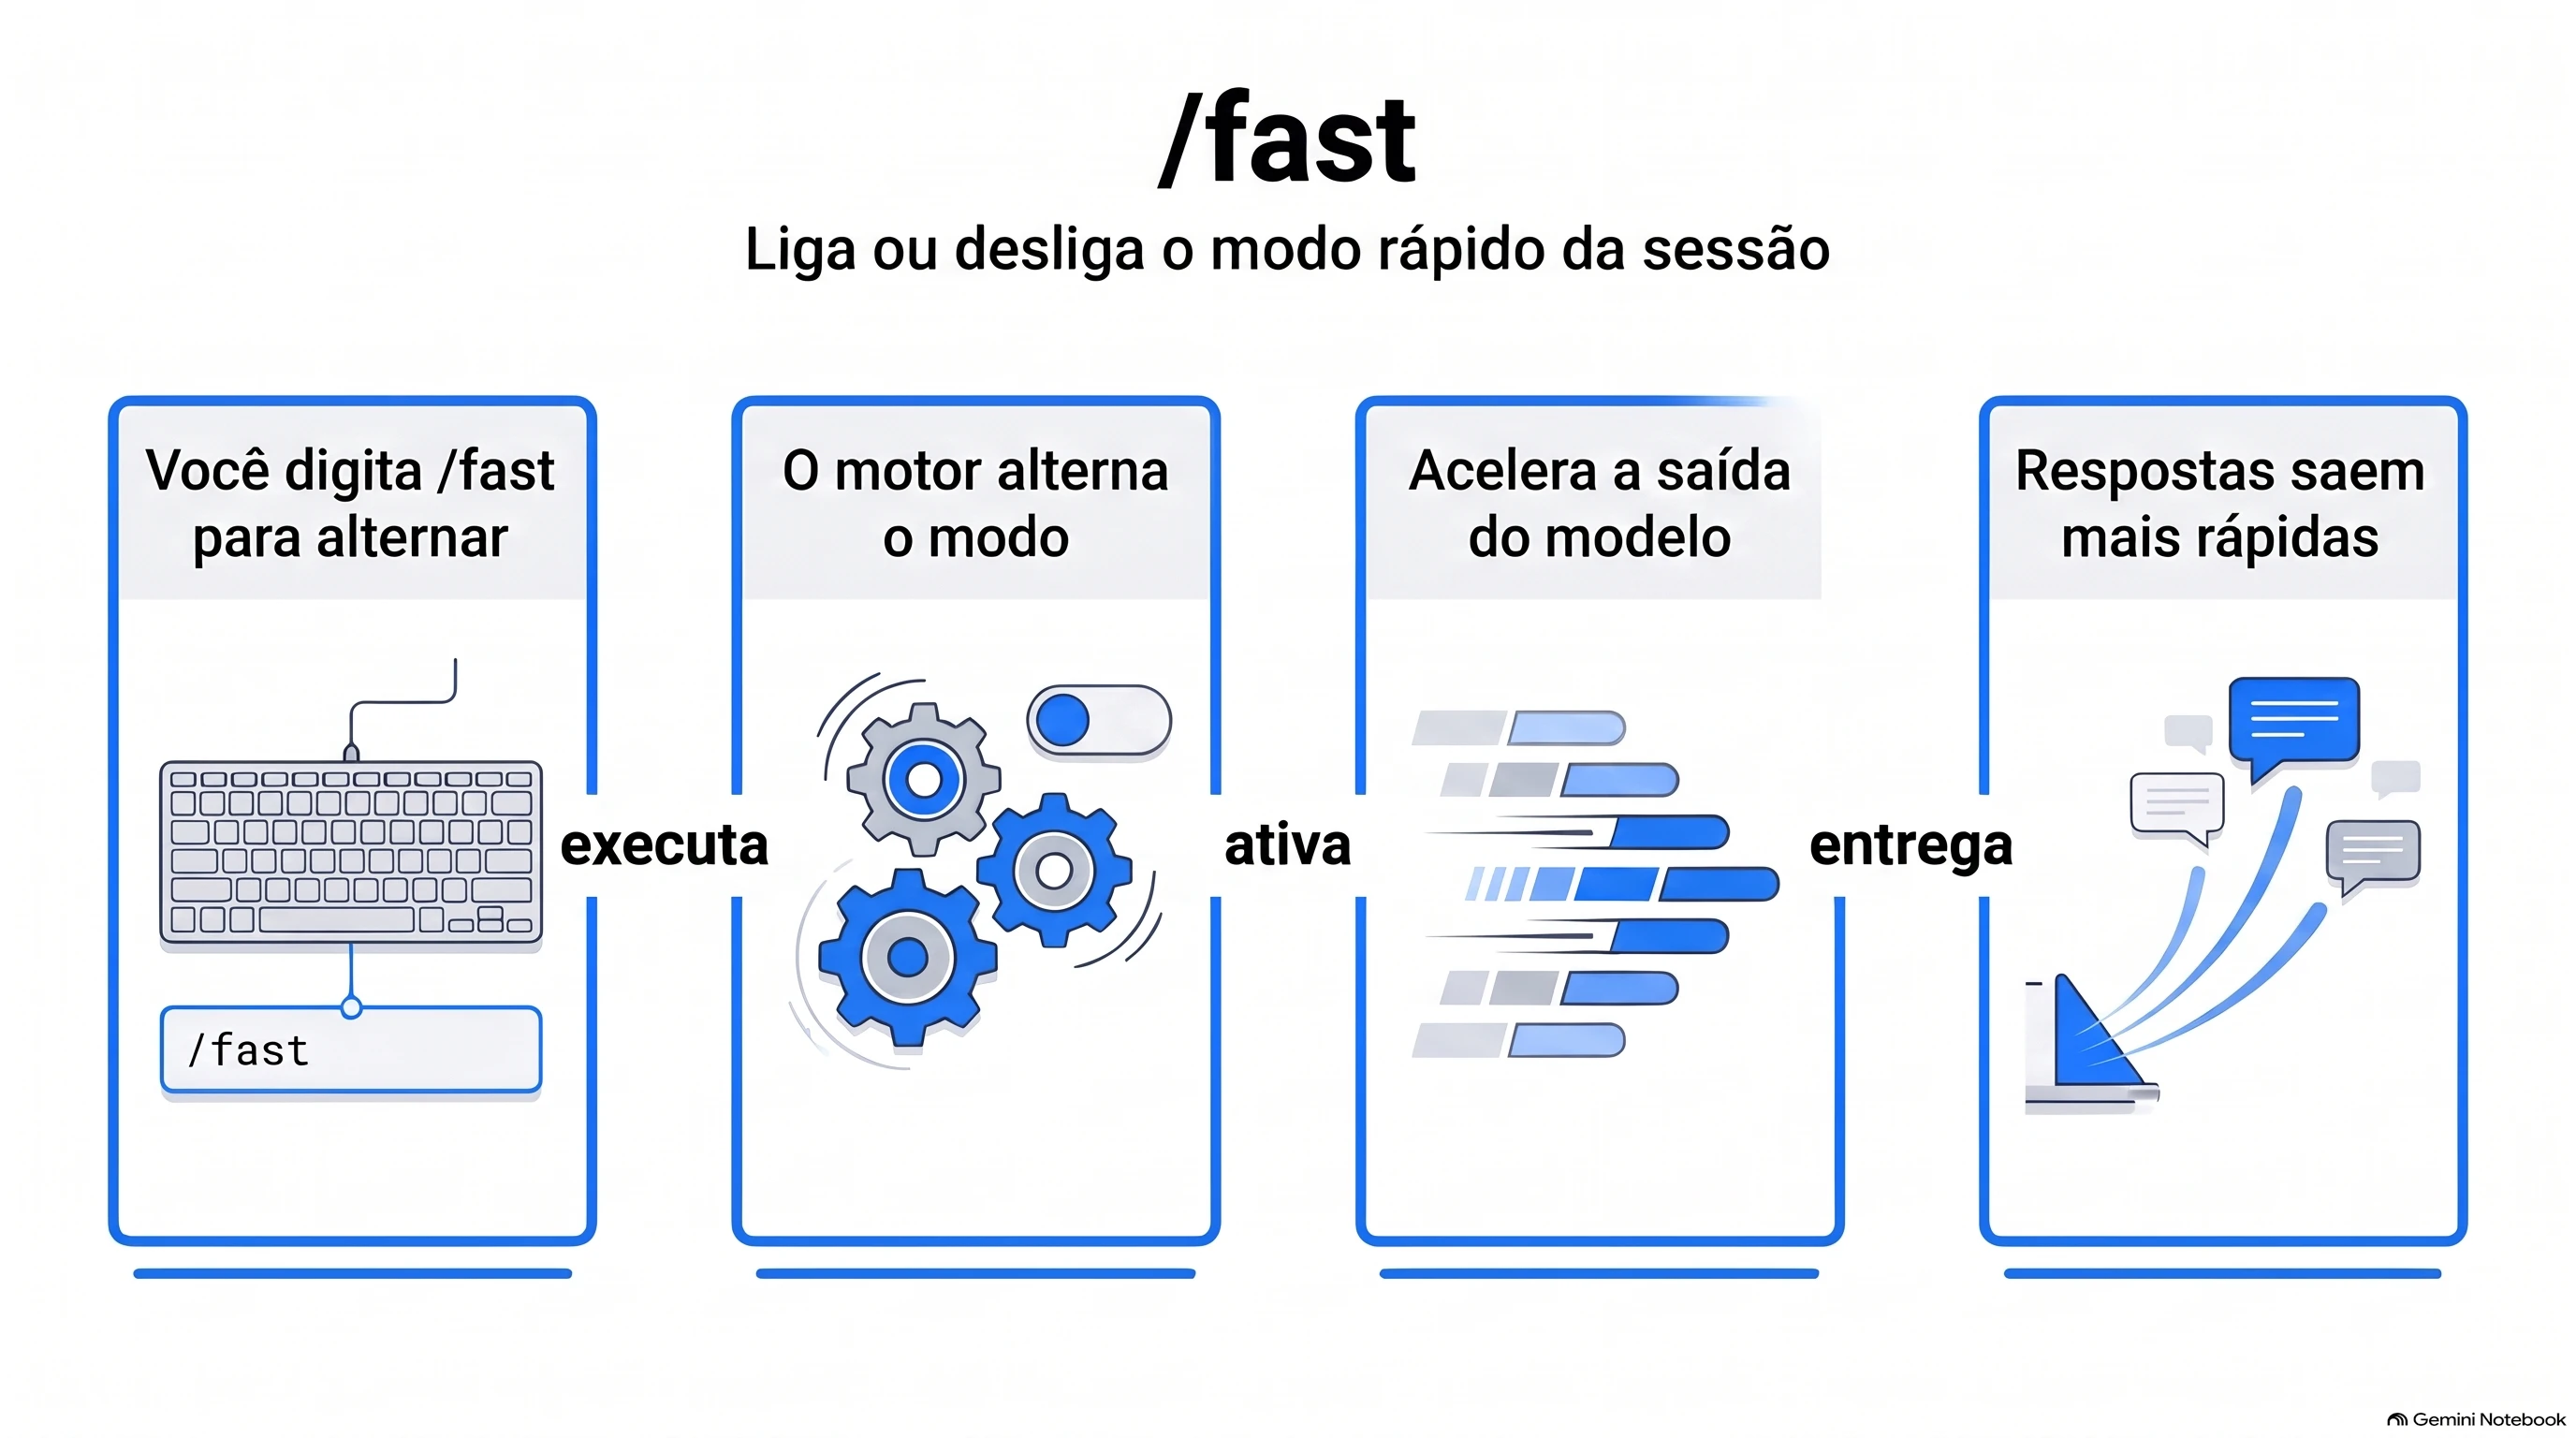 /fast
Liga ou desliga o modo rápido da sessão
Você digita /fast
para alternar
executa
O motor alterna
o modo
ativa
Acelera a saída
do modelo
entrega
Respostas saem
mais rápidas
/fast
Gemini Notebook